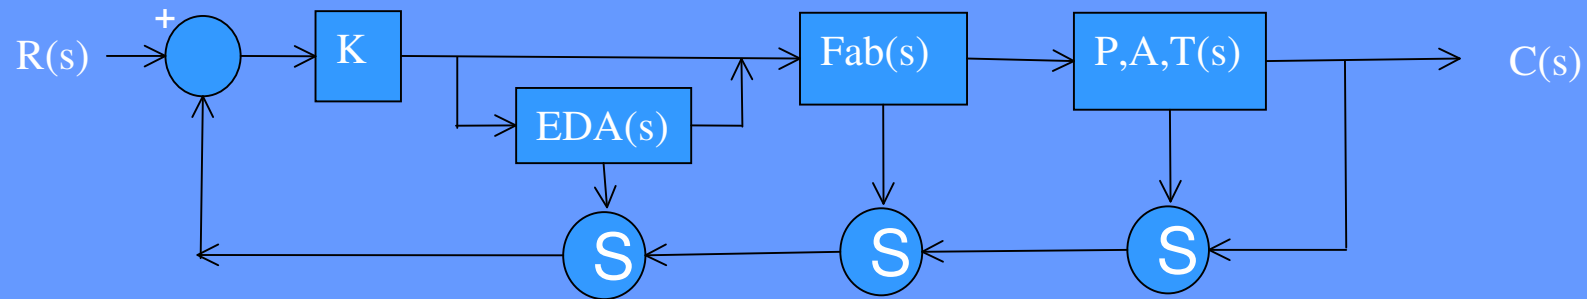 +
R(s)
K
Fab(s)
P,A,T(s)
C(s)
EDA(s)
S
S
S